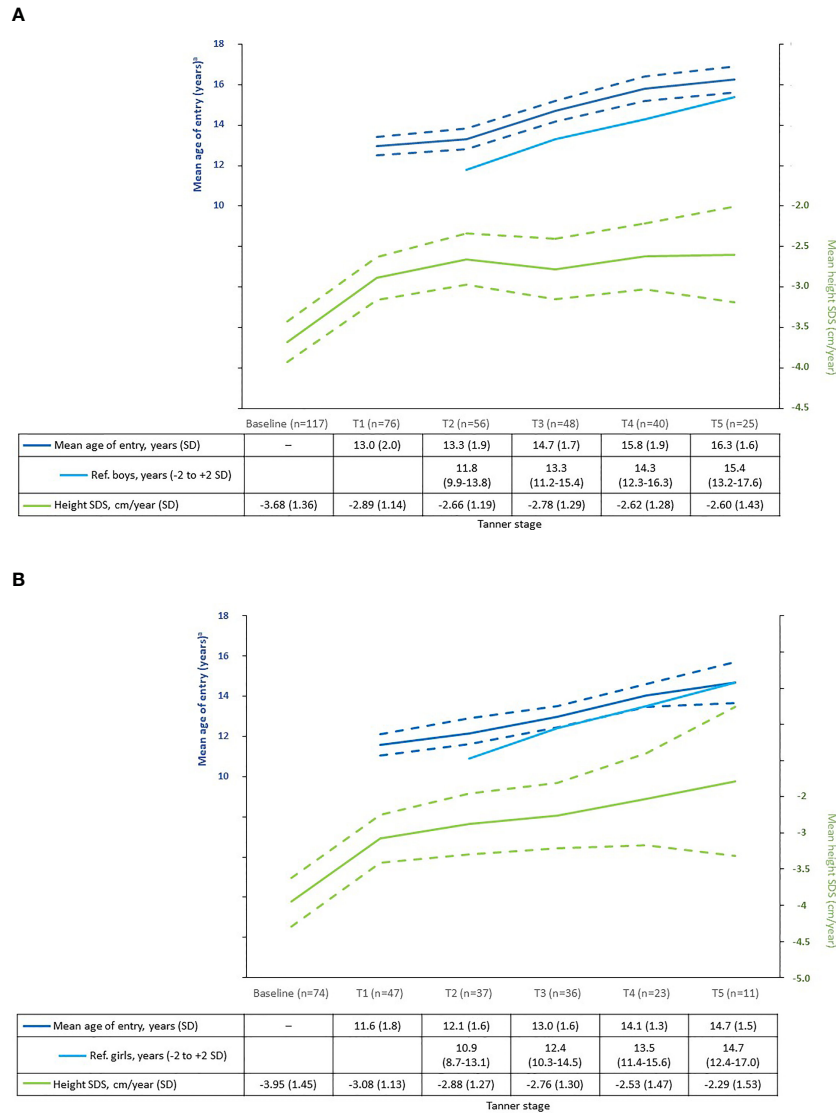 A
Mean age of entry (years)ª
18
16
14
12
10
-2.0
-2.5
-3.0
-3.5
-4.0
-4.5
Mean height SDS (cm/year)
Baseline (n=117) T1 (n=76) T2 (n=56) T3 (n=48) T4 (n=40) T5 (n=25)
Mean age of entry, years (SD) – 13.0 (2.0) 13.3 (1.9) 14.7 (1.7) 15.8 (1.9) 16.3 (1.6)
Ref. boys, years (-2 to +2 SD) 11.8 (9.9-13.8) 13.3 (11.2-15.4) 14.3 (12.3-16.3) 15.4 (13.2-17.6)
Height SDS, cm/year (SD) -3.68 (1.36) -2.89 (1.14) -2.66 (1.19) -2.78 (1.29) -2.62 (1.28) -2.60 (1.43)
Tanner stage
B
Mean age of entry (years)ª
18
16
14
12
10
-2
-3
-3.5
-4
-4.5
-5.0
Mean height SDS (cm/year)
Baseline (n=74) T1 (n=47) T2 (n=37) T3 (n=36) T4 (n=23) T5 (n=11)
Mean age of entry, years (SD) – 11.6 (1.8) 12.1 (1.6) 13.0 (1.6) 14.1 (1.3) 14.7 (1.5)
Ref. girls, years (-2 to +2 SD) 10.9 (8.7-13.1) 12.4 (10.3-14.5) 13.5 (11.4-15.6) 14.7 (12.4-17.0)
Height SDS, cm/year (SD) -3.95 (1.45) -3.08 (1.13) -2.88 (1.27) -2.76 (1.30) -2.53 (1.47) -2.29 (1.53)
Tanner stage